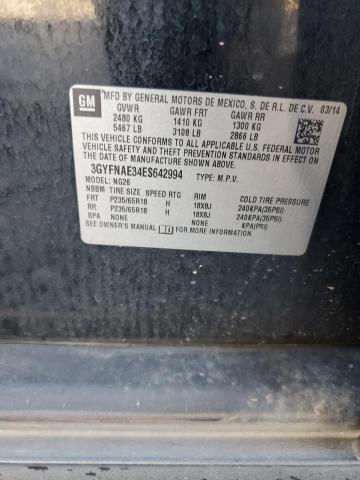 GM
MFD BY GENERAL MOTORS DE MEXICO, S. DE R.L. DE C.V. 03/14
GVWR GAWR FRT GAWR RR
2480 KG 1410 KG 1300 KG
5467 LB 3108 LB 2866 LB
THIS VEHICLE CONFORMS TO ALL APPLICABLE U.S. FEDERAL MOTOR
VEHICLE SAFETY, BUMPER, AND THEFT PREVENTION STANDARDS
IN EFFECT ON THE DATE OF MANUFACTURE SHOWN ABOVE.
3GYFNAE34ES642994 TYPE: M.P.V.
MODEL: NG26
NBBM TIRE SIZE SPEED RTG RIM COLD TIRE PRESSURE
FRT P235/65R18 H 18X8J 240KPA(35PSI)
RR P235/65R18 H 18X8J 240KPA(35PSI)
SPA NONE NONE KPA(PSI)
SEE OWNER'S MANUAL FOR MORE INFORMATION.